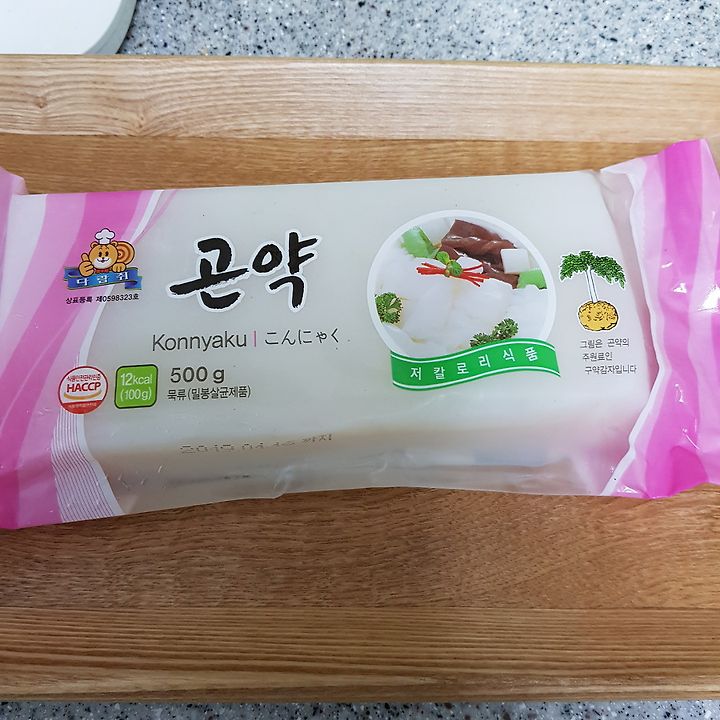 다람쥐
상표등록 제0598323호
곤약
Konnyaku | こんにゃく
HACCP
12kcal
(100g)
500 g
묵류(밀봉살균제품)
저칼로리식품
그림은 곤약의
주원료인
구약감자입니다
까지